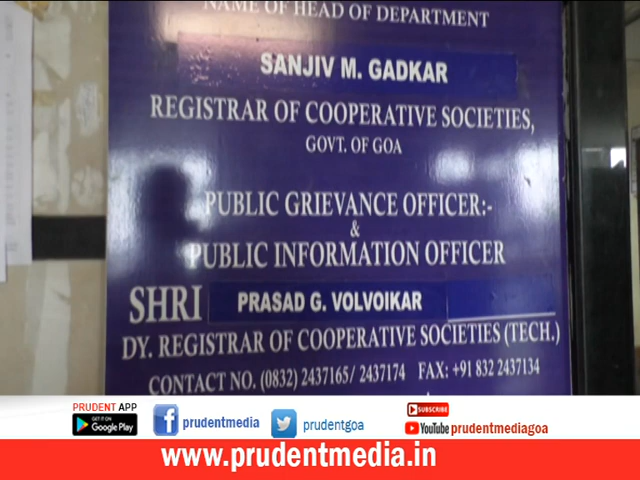 NAME OF HEAD OF DEPARTMENT
SANJIV M. GADKAR
REGISTRAR OF COOPERATIVE SOCIETIES,
GOVT. OF GOA
PUBLIC GRIEVANCE OFFICER:-
&
PUBLIC INFORMATION OFFICER
SHRI PRASAD G. VOLVOIKAR
DY. REGISTRAR OF COOPERATIVE SOCIETIES (TECH.)
CONTACT NO. (0832) 2437165/ 2437174 FAX: +91 832 2437134
PRUDENT APP
GET IT ON
Google Play
prudentmedia
prudentgoa
SUBSCRIBE
YouTube prudentmediagoa
www.prudentmedia.in